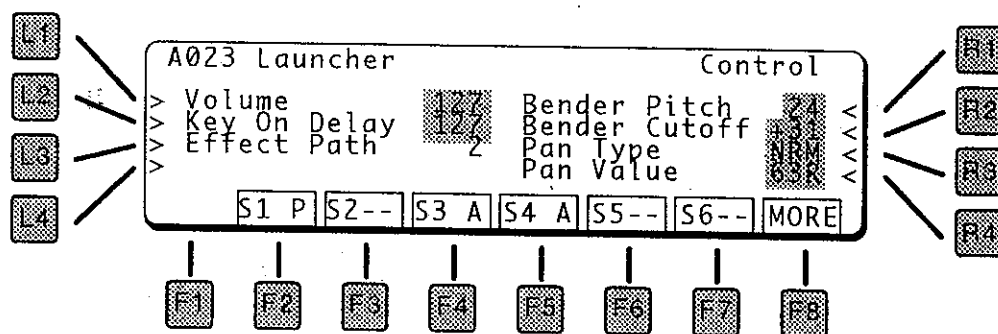 L1
L2
L3
L4
A023 Launcher Control
> Volume 127 Bender Pitch 24 <
> Key On Delay 127 Bender Cutoff +31 <
> Effect Path 2 Pan Type NRM <
> Pan Value 63R <
S1 P S2-- S3 A S4 A S5-- S6-- MORE
F1 F2 F3 F4 F5 F6 F7 F8
R1
R2
R3
R4